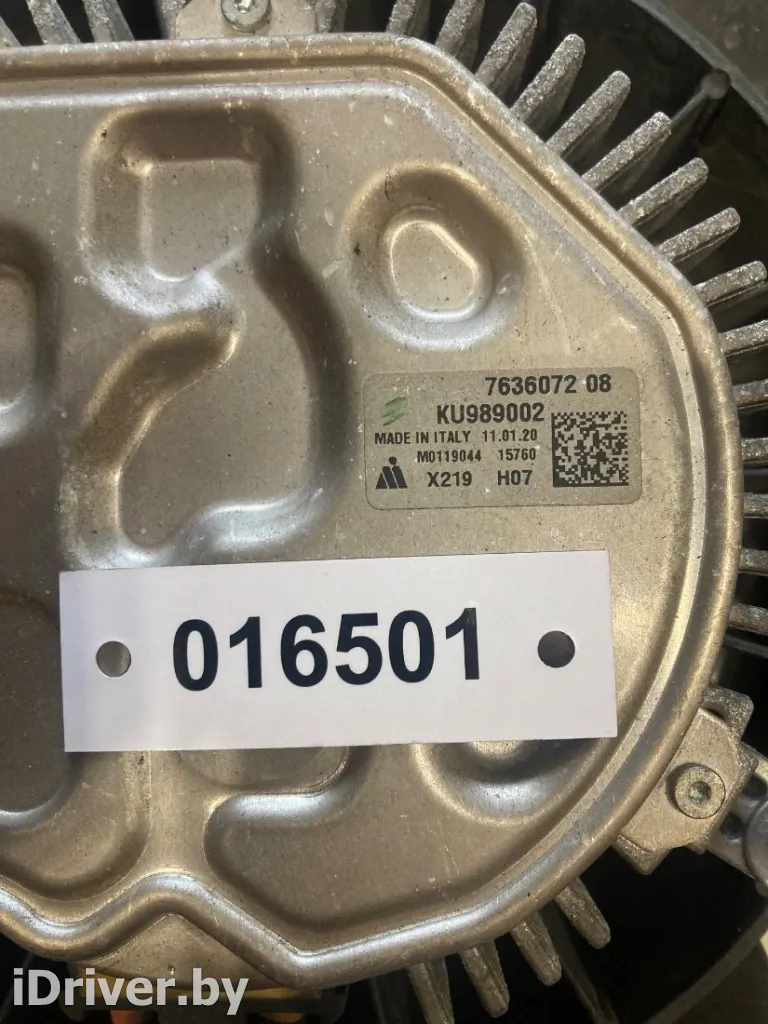 7636072 08
KU989002
MADE IN ITALY 11.01.20
M0119044 15760
X219 H07
016501
iDriver.by